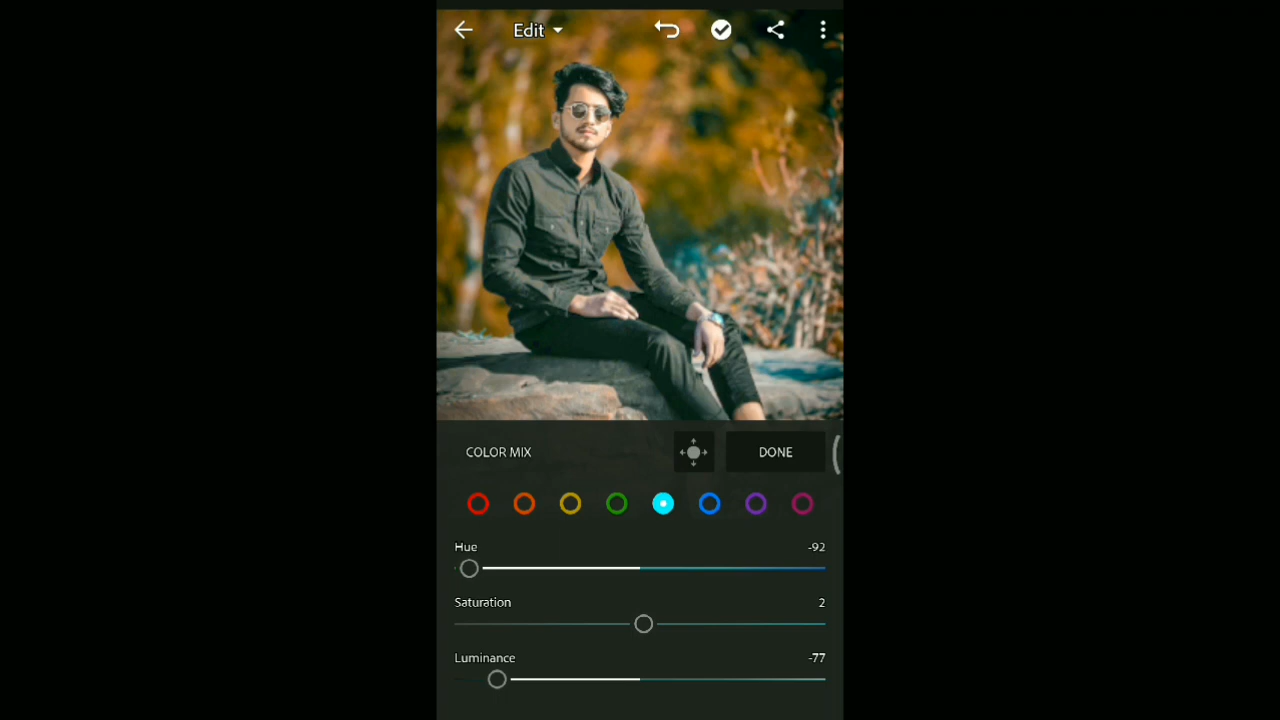 Edit
COLOR MIX
DONE
Hue
-92
Saturation
2
Luminance
-77